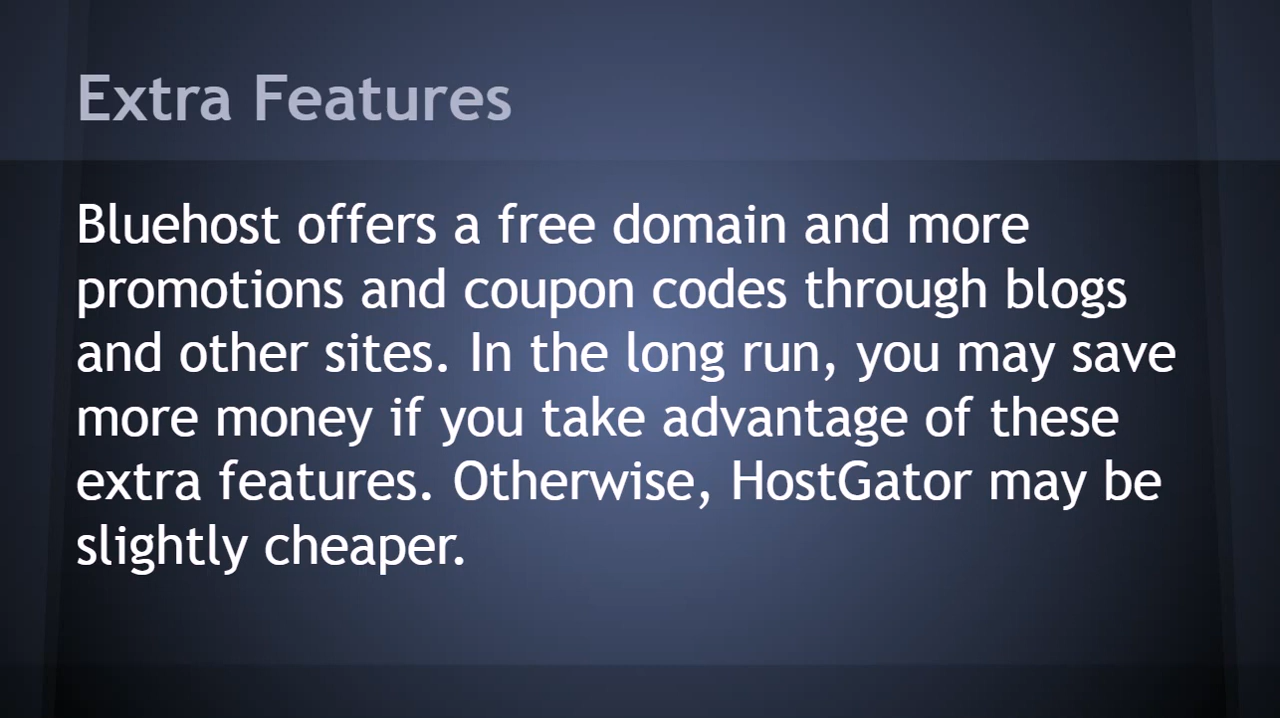 Extra Features
Bluehost offers a free domain and more
promotions and coupon codes through blogs
and other sites. In the long run, you may save
more money if you take advantage of these
extra features. Otherwise, HostGator may be
slightly cheaper.